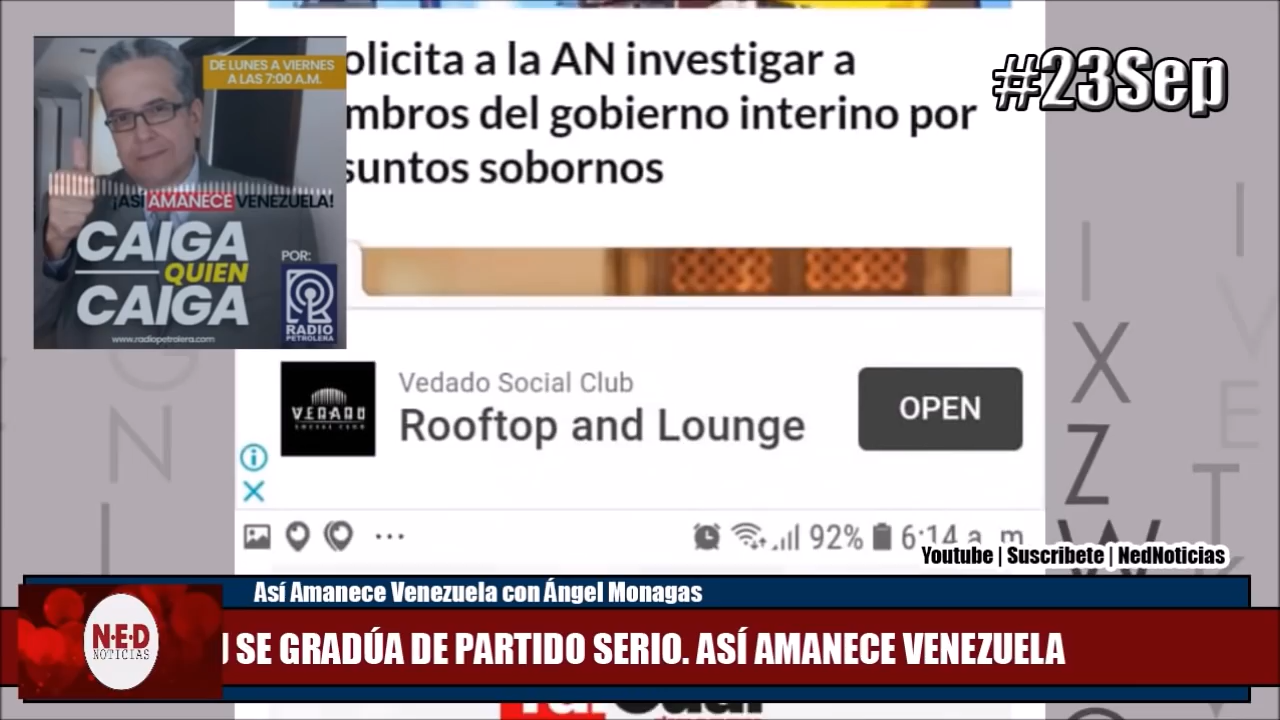 olicita a la AN investigar a
mbros del gobierno interino por
suntos sobornos
#23Sep
DE LUNES A VIERNES
A LAS 7:00 A.M.
¡ASÍ AMANECE VENEZUELA!
CAIGA
QUIEN
CAIGA
POR:
RADIO
PETROLERA
www.radiopetrolera.com
VEDADO
SOCIAL CLUB
Vedado Social Club
Rooftop and Lounge
OPEN
92% 6:14 a. m.
Youtube | Suscribete | NedNoticias
Así Amanece Venezuela con Ángel Monagas
N·E·D
NOTICIAS
SE GRADÚA DE PARTIDO SERIO. ASÍ AMANECE VENEZUELA
I
X
Z
W
I
V
E
T
G
N
I